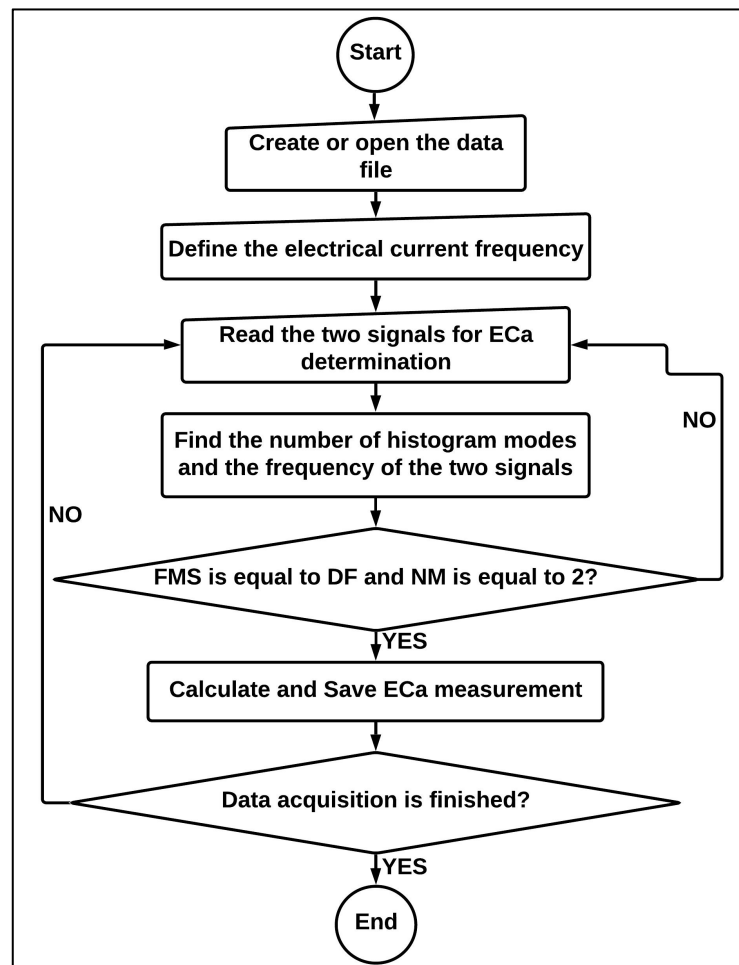 Start
Create or open the data
file
Define the electrical current frequency
Read the two signals for ECa
determination
NO
Find the number of histogram modes
and the frequency of the two signals
NO
FMS is equal to DF and NM is equal to 2?
YES
Calculate and Save ECa measurement
Data acquisition is finished?
YES
End